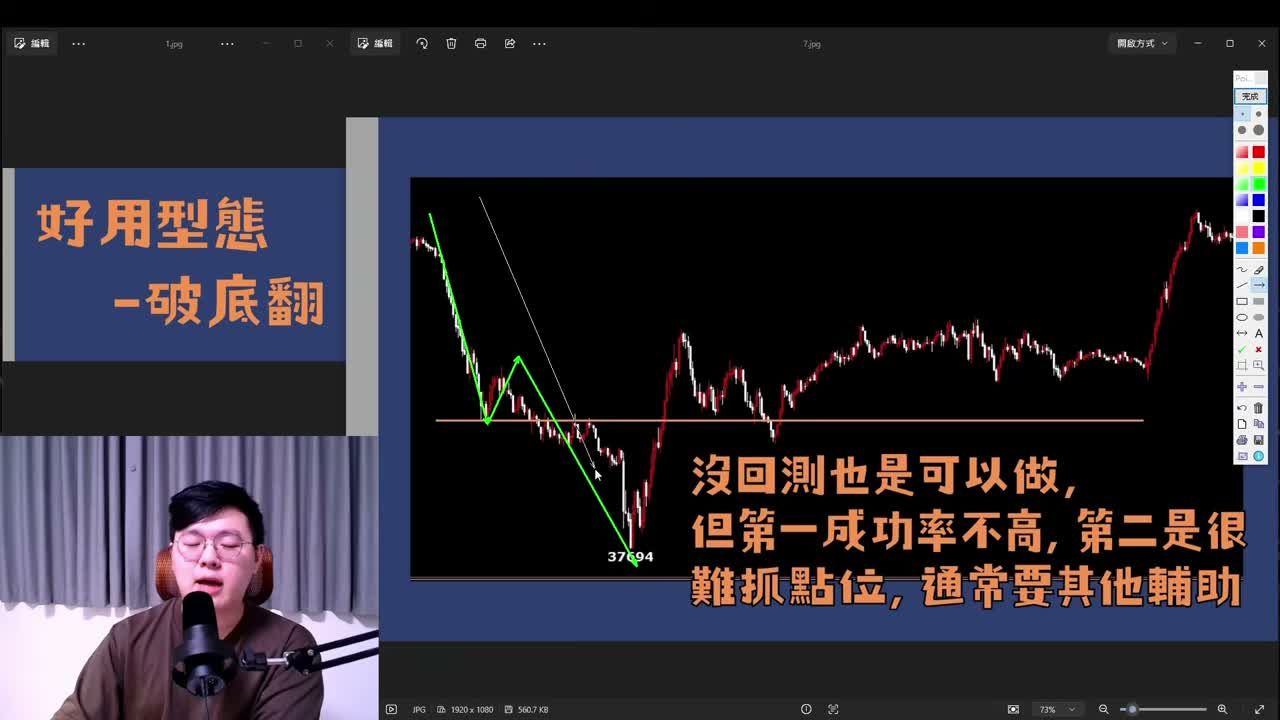 編輯
1.jpg
編輯
7.jpg
開啟方式
Poi...
完成
好用型態
-破底翻
A
37694
沒回測也是可以做,
但第一成功率不高, 第二是很
難抓點位, 通常要其他輔助
JPG
1920 x 1080
560.7 KB
73%